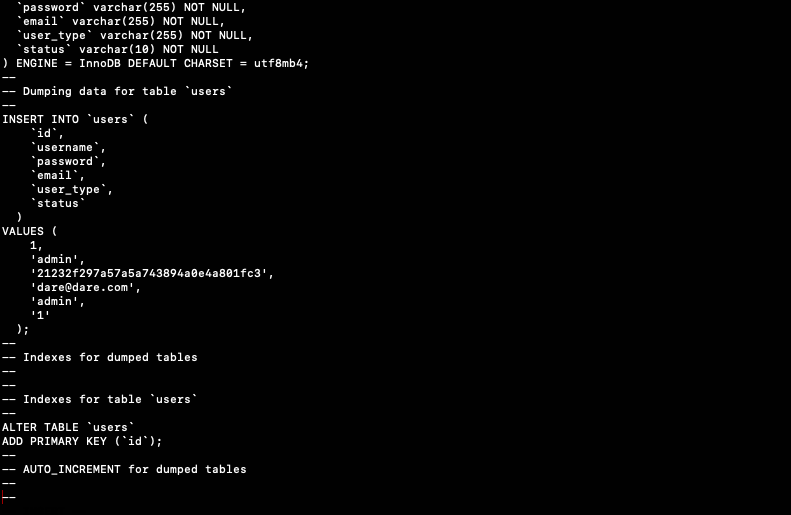 `password` varchar(255) NOT NULL,
`email` varchar(255) NOT NULL,
`user_type` varchar(255) NOT NULL,
`status` varchar(10) NOT NULL
) ENGINE = InnoDB DEFAULT CHARSET = utf8mb4;
--
-- Dumping data for table `users`
--
INSERT INTO `users` (
`id`,
`username`,
`password`,
`email`,
`user_type`,
`status`
)
VALUES (
1,
'admin',
'21232f297a57a5a743894a0e4a801fc3',
'dare@dare.com',
'admin',
'1'
);
--
-- Indexes for dumped tables
--
--
-- Indexes for table `users`
--
ALTER TABLE `users`
ADD PRIMARY KEY (`id`);
--
-- AUTO_INCREMENT for dumped tables
--
--